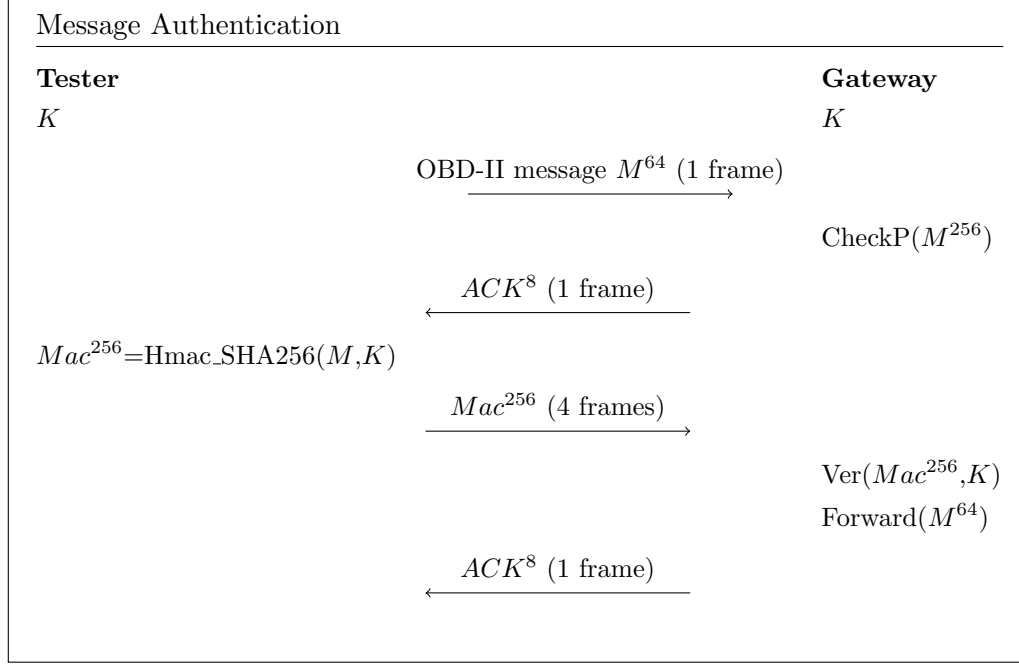 Message Authentication
Tester Gateway
K K
OBD-II message M^64 (1 frame)
CheckP(M^256)
ACK^8 (1 frame)
Mac^256=Hmac_SHA256(M,K)
Mac^256 (4 frames)
Ver(Mac^256,K)
Forward(M^64)
ACK^8 (1 frame)